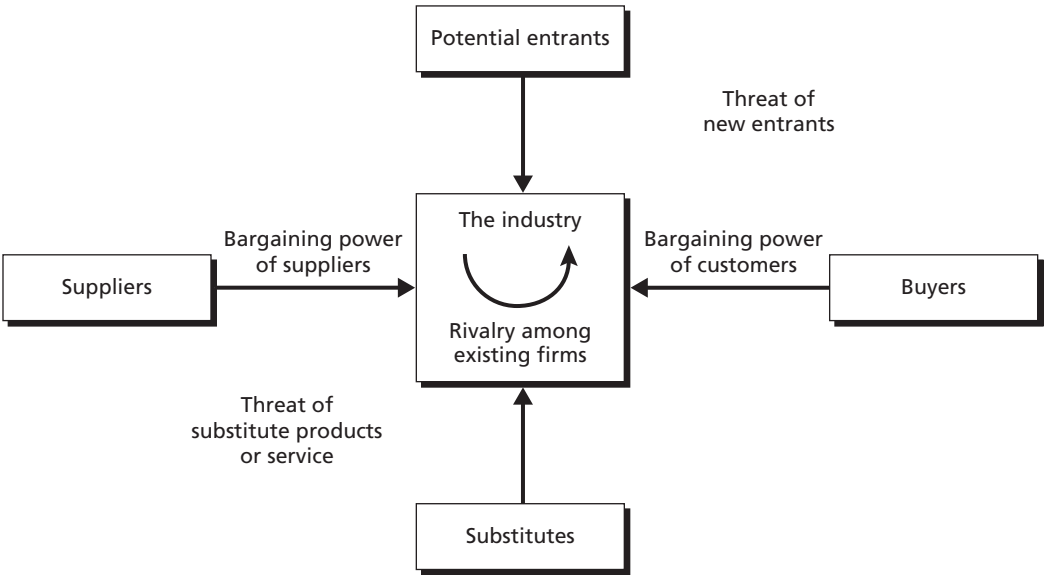 Potential entrants
Threat of
new entrants
The industry
Bargaining power
of suppliers
Bargaining power
of customers
Suppliers
Buyers
Rivalry among
existing firms
Threat of
substitute products
or service
Substitutes